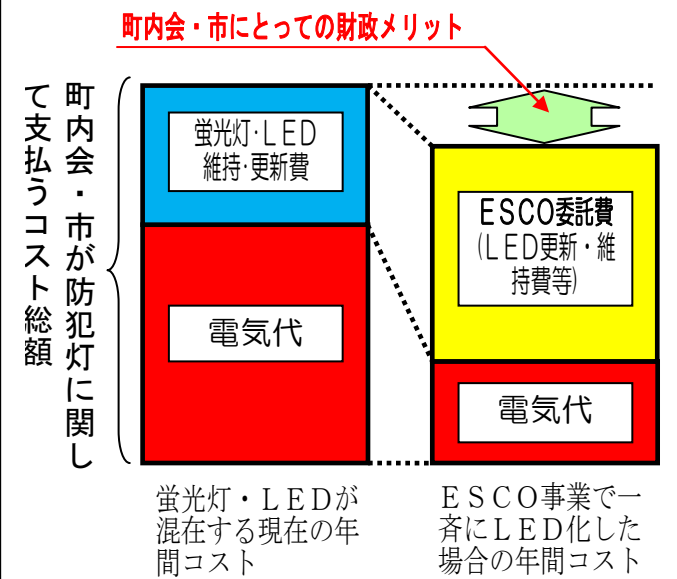 町内会・市にとっての財政メリット
町内会・市が防犯灯に関し
て支払うコスト総額
蛍光灯・LED
維持・更新費
電気代
ESCO委託費
(LED更新・維
持費等)
電気代
蛍光灯・LEDが
混在する現在の年
間コスト
ESCO事業で一
斉にLED化した
場合の年間コスト